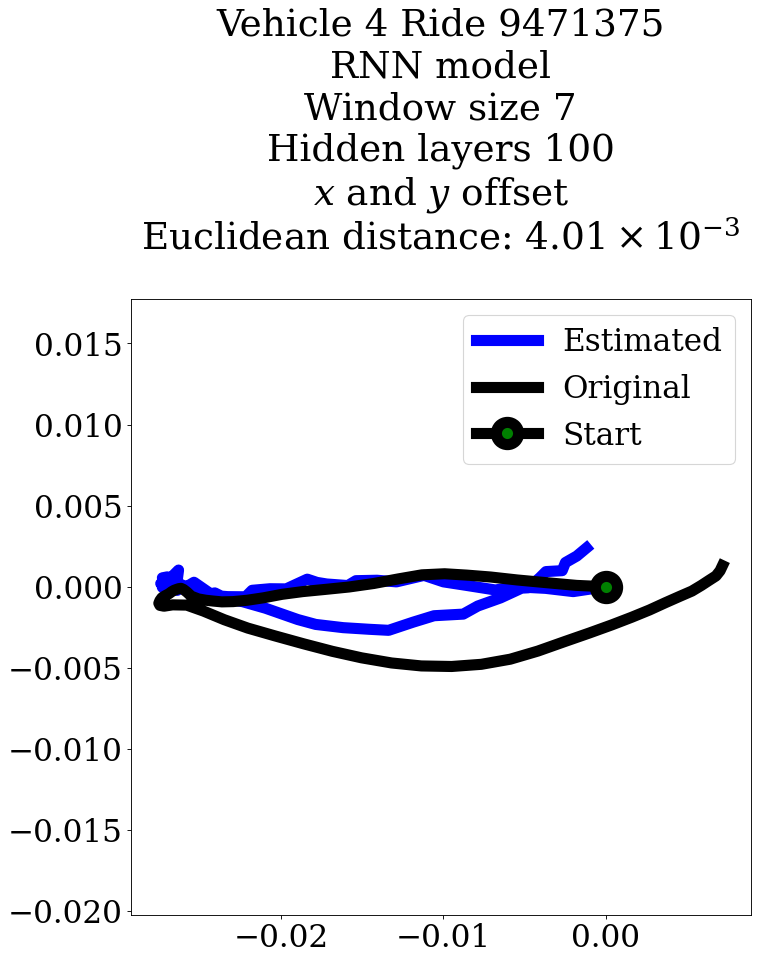 Vehicle 4 Ride 9471375
RNN model
Window size 7
Hidden layers 100
x and y offset
Euclidean distance: 4.01 × 10⁻³
Estimated
Original
Start
0.015
0.010
0.005
0.000
−0.005
−0.010
−0.015
−0.020
−0.02 −0.01 0.00